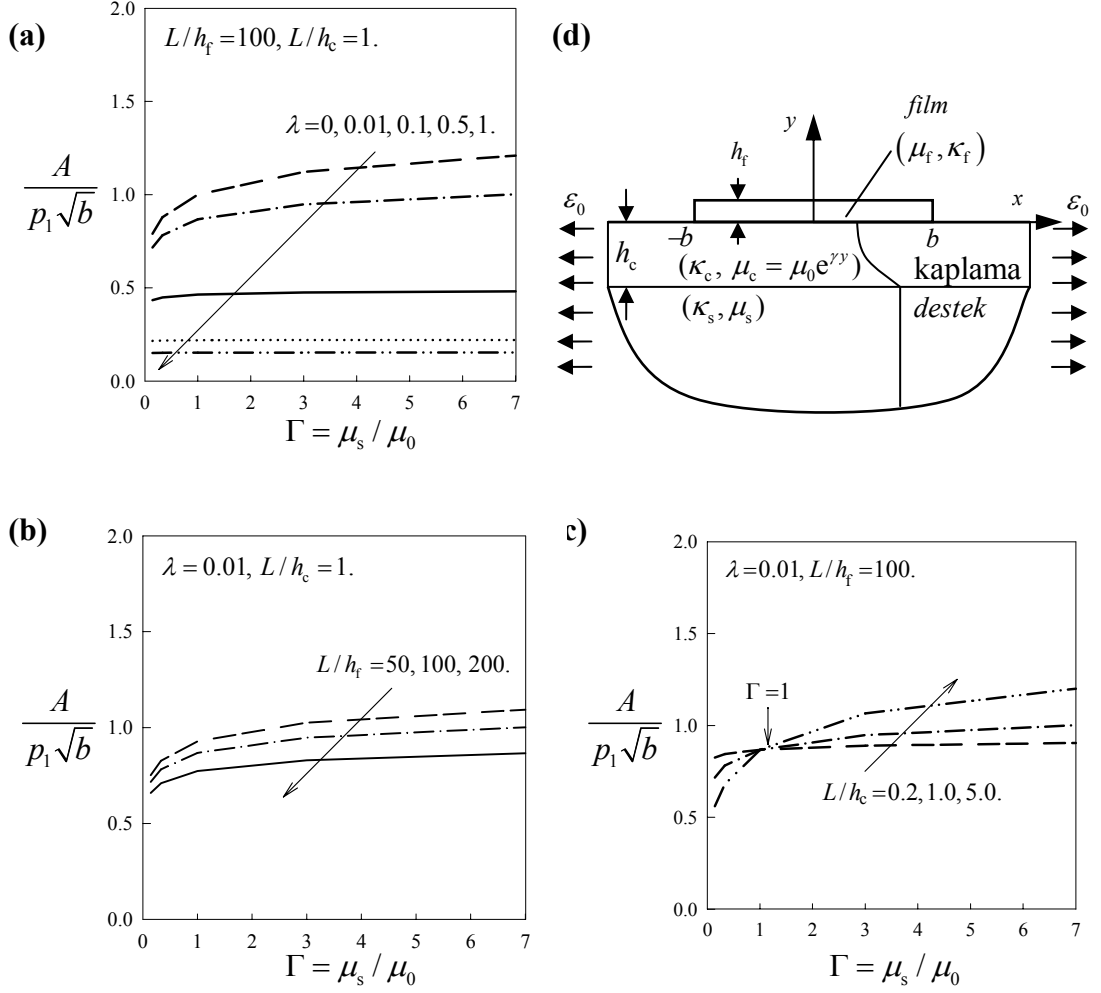 (a)
L/h_f =100, L/h_c =1.
λ =0, 0.01, 0.1, 0.5, 1.
A
p_1√b
2.0
1.5
1.0
0.5
0.0
0 1 2 3 4 5 6 7
Γ = μ_s / μ_0
(d)
y
film
(μ_f, κ_f)
h_f
x
ε_0
ε_0
−b
b
h_c
(κ_c, μ_c = μ_0e^{γy})
kaplama
(κ_s, μ_s)
destek
(b)
λ = 0.01, L/h_c =1.
L/h_f =50, 100, 200.
A
p_1√b
2.0
1.5
1.0
0.5
0.0
0 1 2 3 4 5 6 7
Γ = μ_s / μ_0
c)
λ =0.01, L/h_f =100.
Γ =1
L/h_c =0.2, 1.0, 5.0.
A
p_1√b
2.0
1.5
1.0
0.5
0.0
0 1 2 3 4 5 6 7
Γ = μ_s / μ_0